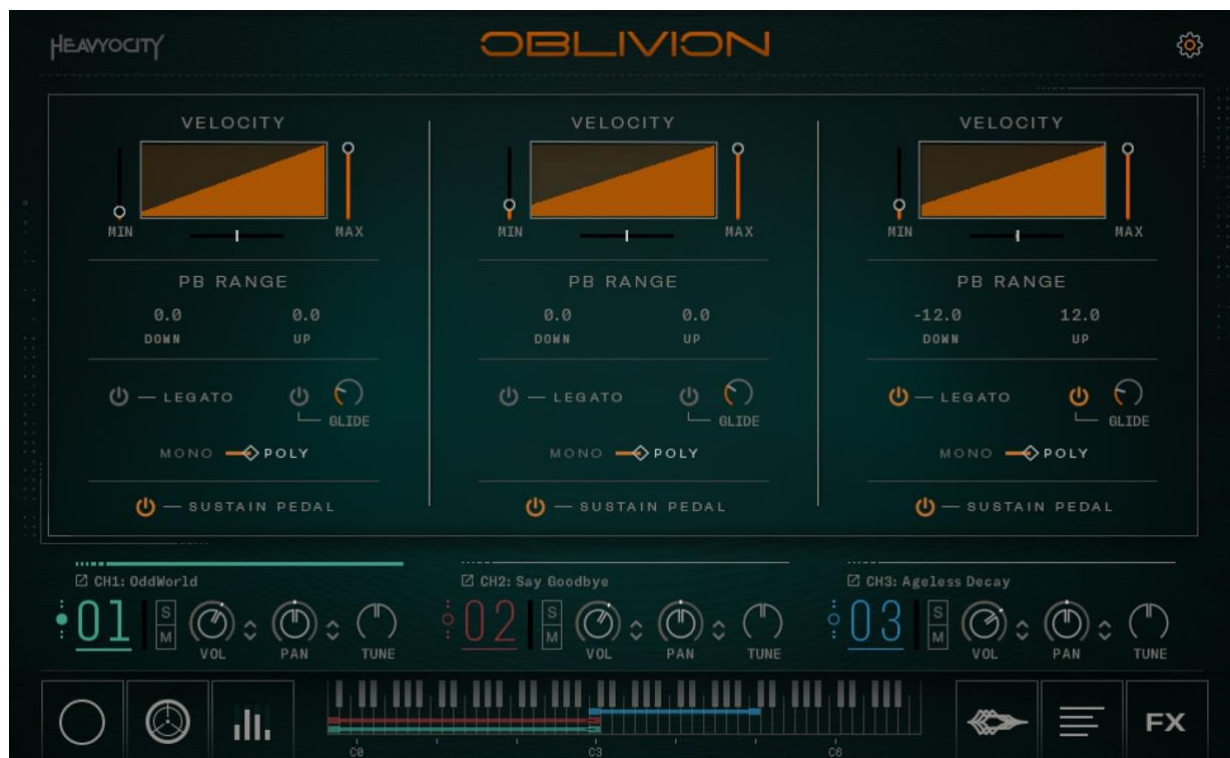 HEAVYOCITY OBLIVION
VELOCITY VELOCITY VELOCITY
MIN MAX MIN MAX MIN MAX
PB RANGE PB RANGE PB RANGE
0.0 0.0 0.0 0.0 -12.0 12.0
DOWN UP DOWN UP DOWN UP
LEGATO LEGATO LEGATO
GLIDE GLIDE GLIDE
MONO POLY MONO POLY MONO POLY
SUSTAIN PEDAL SUSTAIN PEDAL SUSTAIN PEDAL
CH1: OddWorld CH2: Say Goodbye CH3: Ageless Decay
01 S M 02 S M 03 S M
VOL PAN TUNE VOL PAN TUNE VOL PAN TUNE
FX
C0 C3 C6